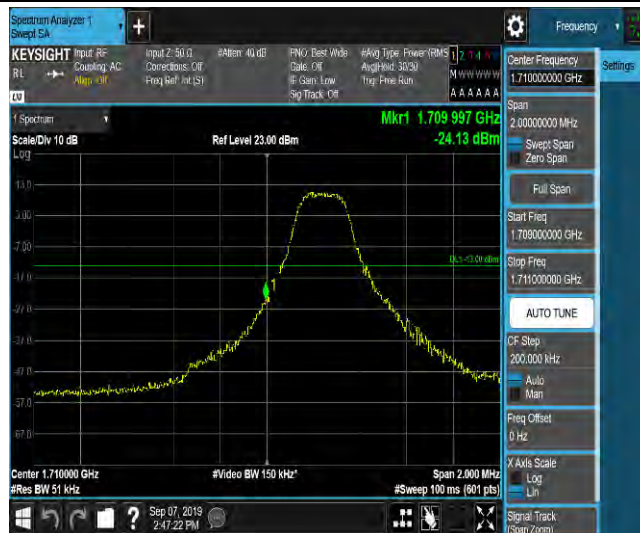 Spectrum Analyzer 1
Swept SA
Frequency
KEYSIGHT
RL
Input: RF
Coupling: AC
Align: Off
Input Z: 50 Ω
Corrections: Off
Freq Ref: Int (S)
#Atten: 40 dB
PNO: Best Wide
Gate: Off
IF Gain: Low
Sig Track: Off
#Avg Type: Power (RMS
Avg|Hold: 30/30
Trig: Free Run
M W W W W W
A A A A A A
1 Spectrum
Scale/Div 10 dB
Log
Ref Level 23.00 dBm
Mkr1 1.709 997 GHz
-24.13 dBm
13.0
3.00
-7.00
-17.0
-27.0
-37.0
-47.0
-57.0
-67.0
DL1 -13.00 dBm
1
Center 1.710000 GHz
#Res BW 51 kHz
#Video BW 150 kHz*
Span 2.000 MHz
#Sweep 100 ms (601 pts)
Sep 07, 2019
2:47:22 PM
Center Frequency
1.710000000 GHz
Settings
Span
2.00000000 MHz
Swept Span
Zero Span
Full Span
Start Freq
1.709000000 GHz
Stop Freq
1.711000000 GHz
AUTO TUNE
CF Step
200.000 kHz
Auto
Man
Freq Offset
0 Hz
X Axis Scale
Log
Lin
Signal Track
(Span Zoom)